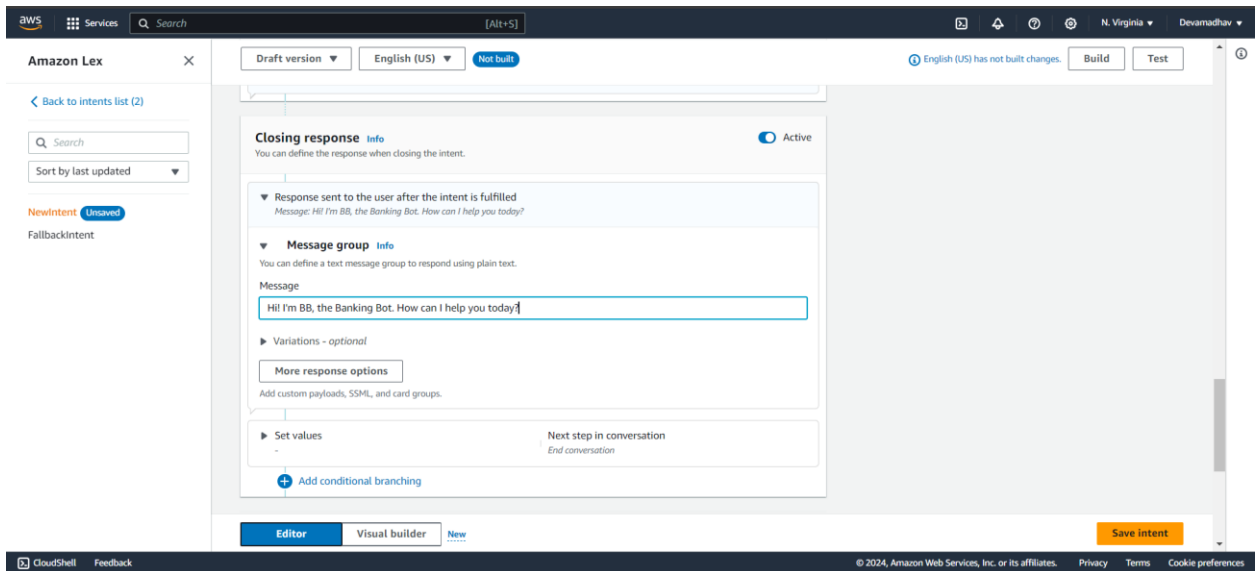 aws Services Search [Alt+S] N. Virginia ▼ Devamadhav ▼
Amazon Lex
Draft version ▼ English (US) ▼ Not built English (US) has not built changes. Build Test
Back to intents list (2)
Search
Sort by last updated
NewIntent Unsaved
FallbackIntent
Closing response Info Active
You can define the response when closing the intent.
Response sent to the user after the intent is fulfilled
Message: Hi! I'm BB, the Banking Bot. How can I help you today?
Message group Info
You can define a text message group to respond using plain text.
Message
Hi! I'm BB, the Banking Bot. How can I help you today?
Variations - optional
More response options
Add custom payloads, SSML, and card groups.
Set values Next step in conversation
- End conversation
Add conditional branching
Editor Visual builder New Save intent
CloudShell Feedback © 2024, Amazon Web Services, Inc. or its affiliates. Privacy Terms Cookie preferences